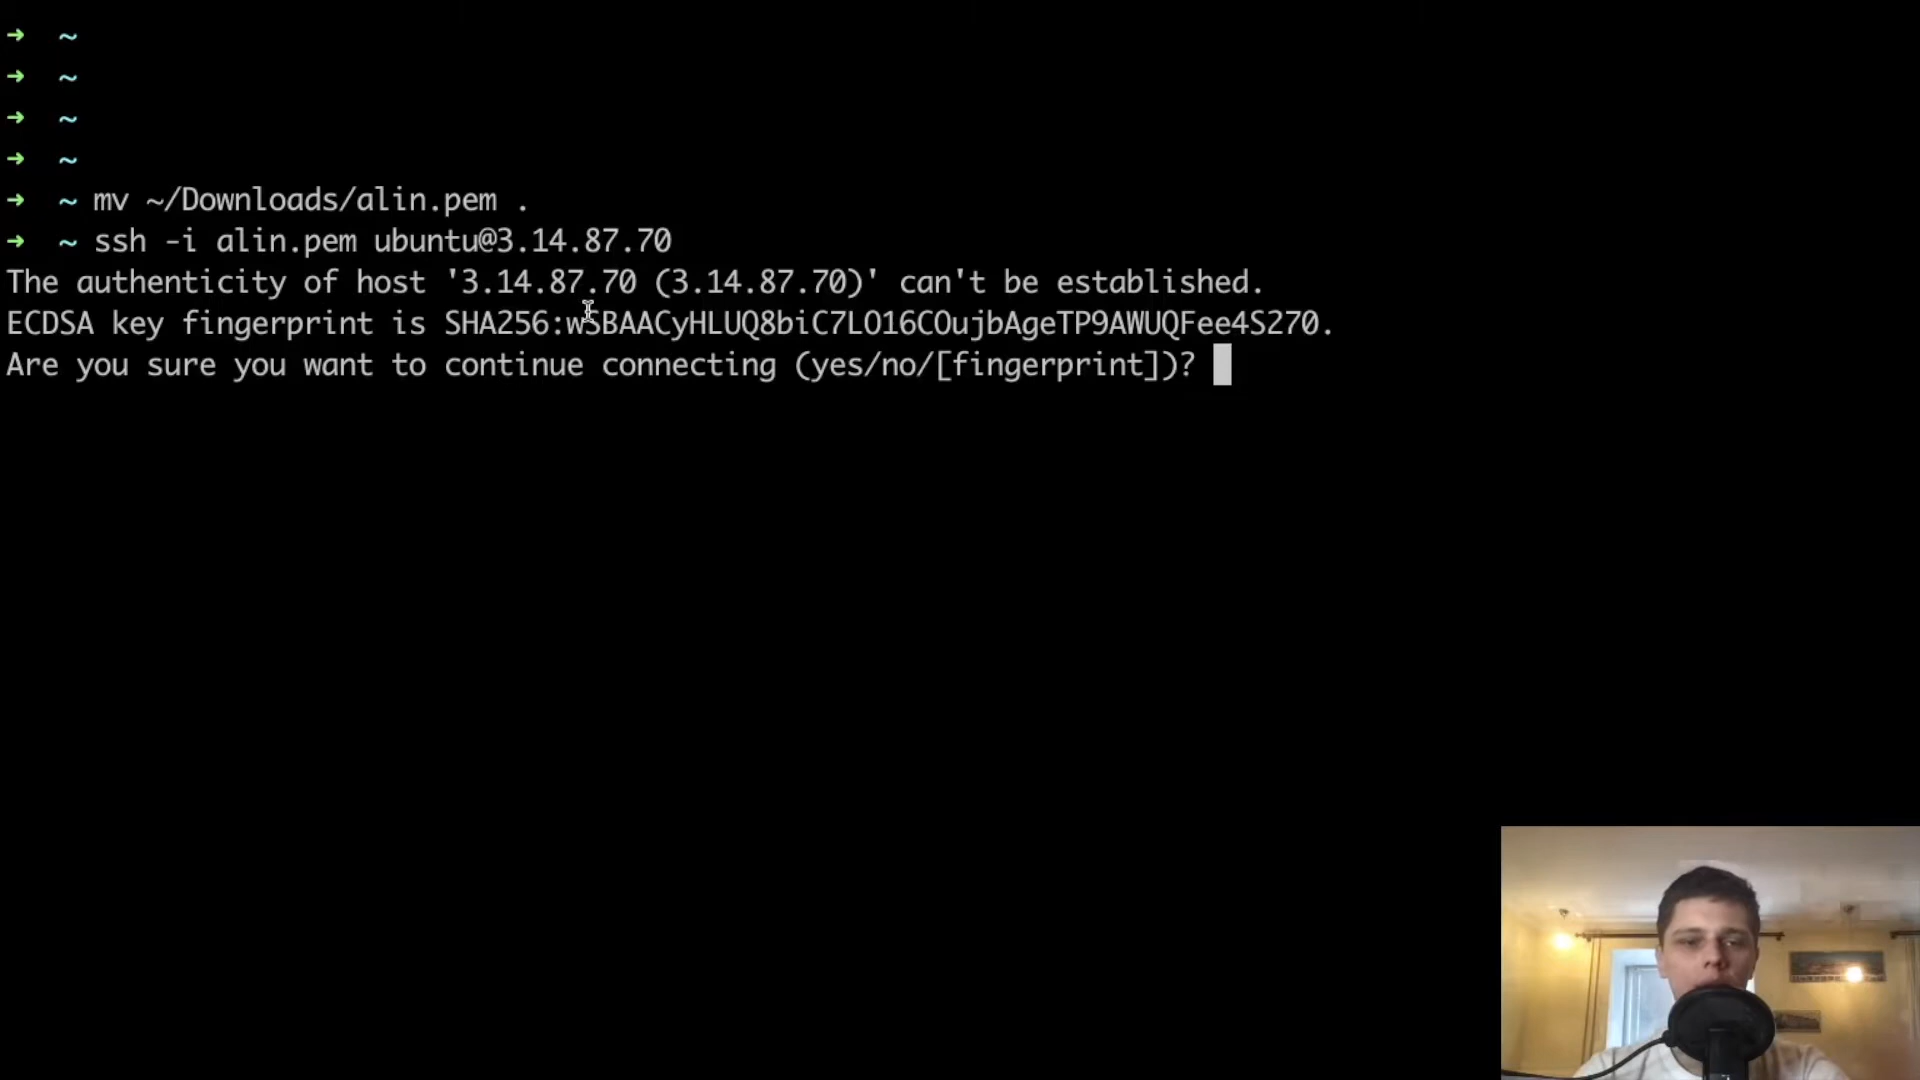 ➜ ~
➜ ~
➜ ~
➜ ~
➜ ~ mv ~/Downloads/alin.pem .
➜ ~ ssh -i alin.pem ubuntu@3.14.87.70
The authenticity of host '3.14.87.70 (3.14.87.70)' can't be established.
ECDSA key fingerprint is SHA256:wSBAACyHLUQ8biC7LO16COujbAgeTP9AWUQFee4S270.
Are you sure you want to continue connecting (yes/no/[fingerprint])?